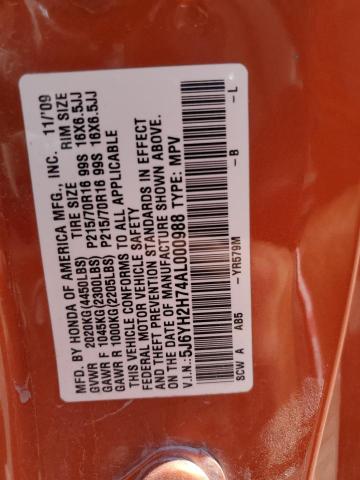 MFD. BY HONDA OF AMERICA MFG., INC. 11/'09
TIRE SIZE RIM SIZE
GVWR 2020KG(4450LBS)
GAWR F 1045KG(2300LBS) P215/70R16 99S 16X6.5JJ
GAWR R 1000KG(2205LBS) P215/70R16 99S 16X6.5JJ
THIS VEHICLE CONFORMS TO ALL APPLICABLE
FEDERAL MOTOR VEHICLE SAFETY
AND THEFT PREVENTION STANDARDS IN EFFECT
ON THE DATE OF MANUFACTURE SHOWN ABOVE.
V.I.N.: 5J6YH2H74AL000988 TYPE: MPV
SCW A AB5 - YR579M - B - L